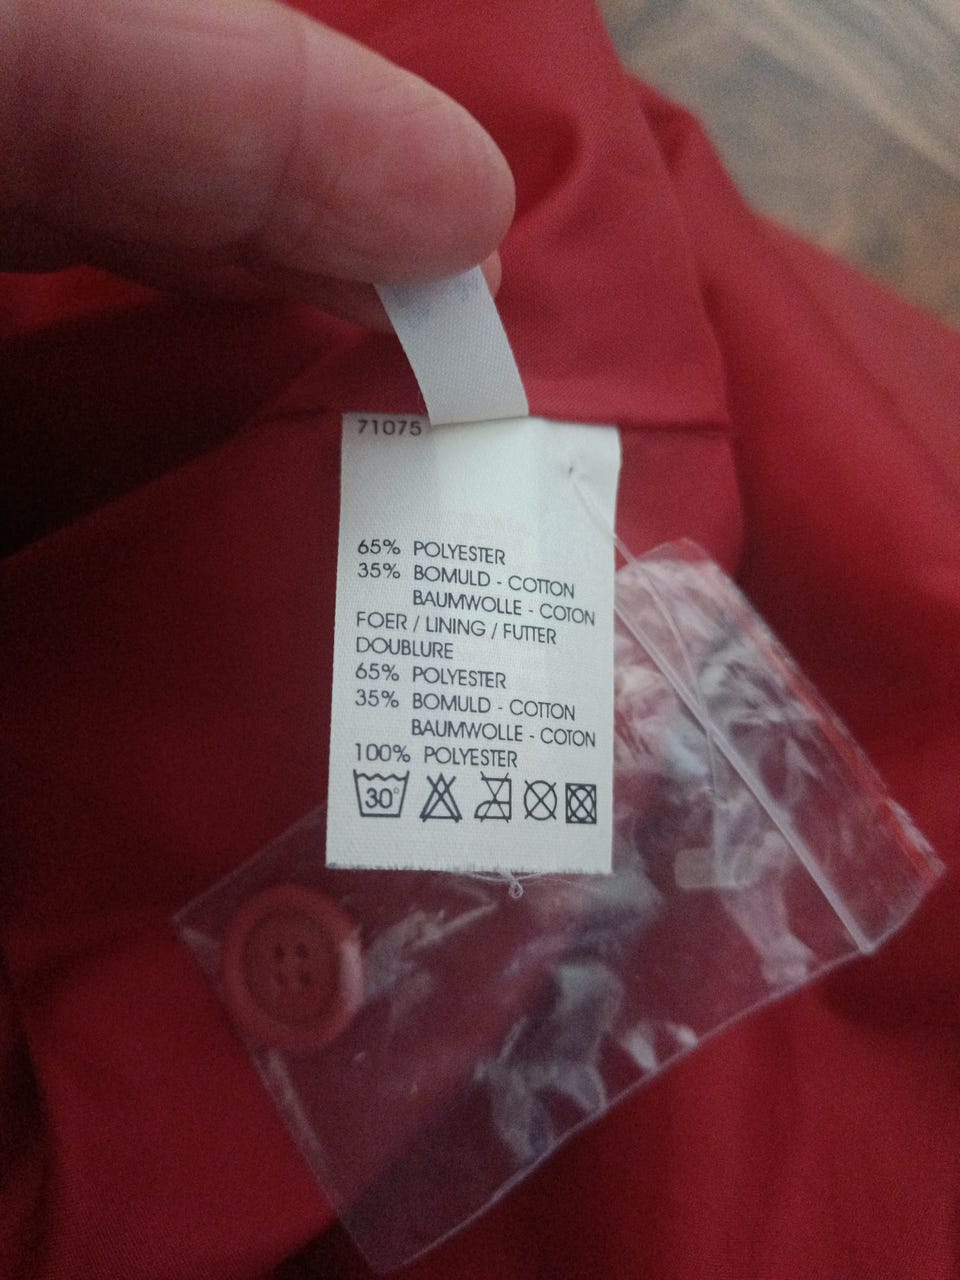 71075
65% POLYESTER
35% BOMULD - COTTON
BAUMWOLLE - COTON
FOER / LINING / FUTTER
DOUBLURE
65% POLYESTER
35% BOMULD - COTTON
BAUMWOLLE - COTON
100% POLYESTER
30°